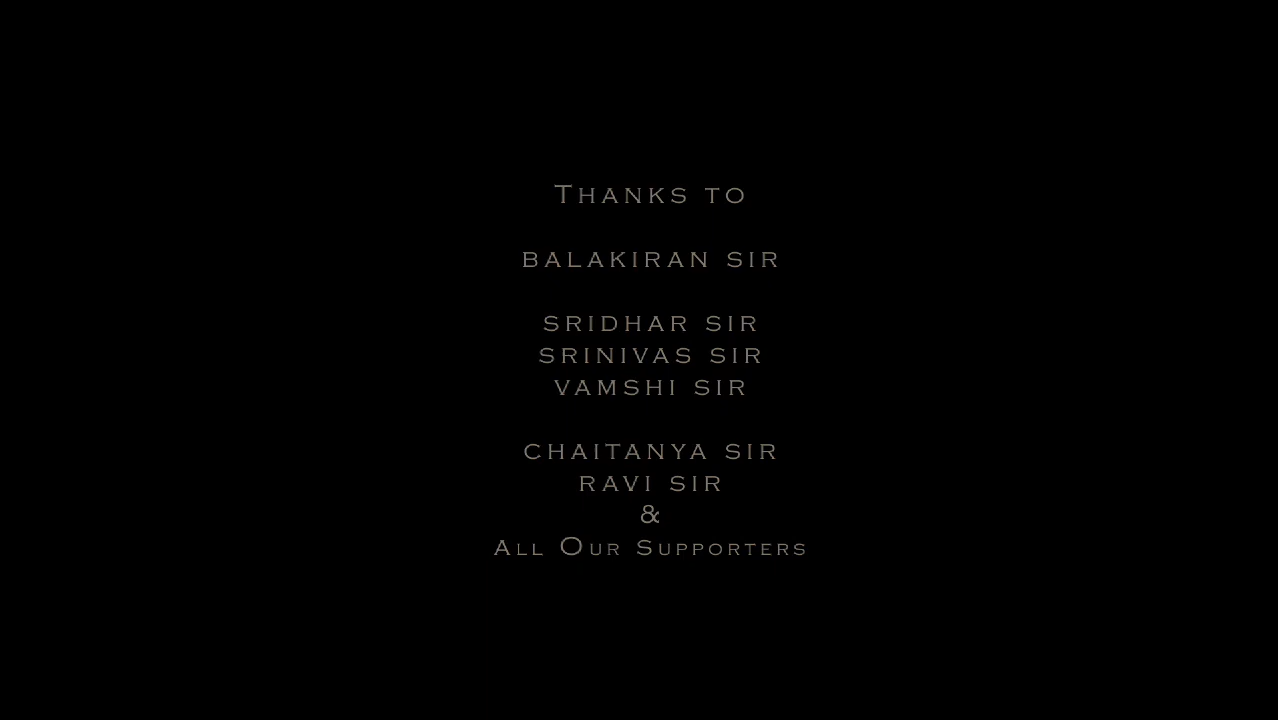 Thanks to
BALAKIRAN SIR
SRIDHAR SIR
SRINIVAS SIR
VAMSHI SIR
CHAITANYA SIR
RAVI SIR
&
All Our Supporters